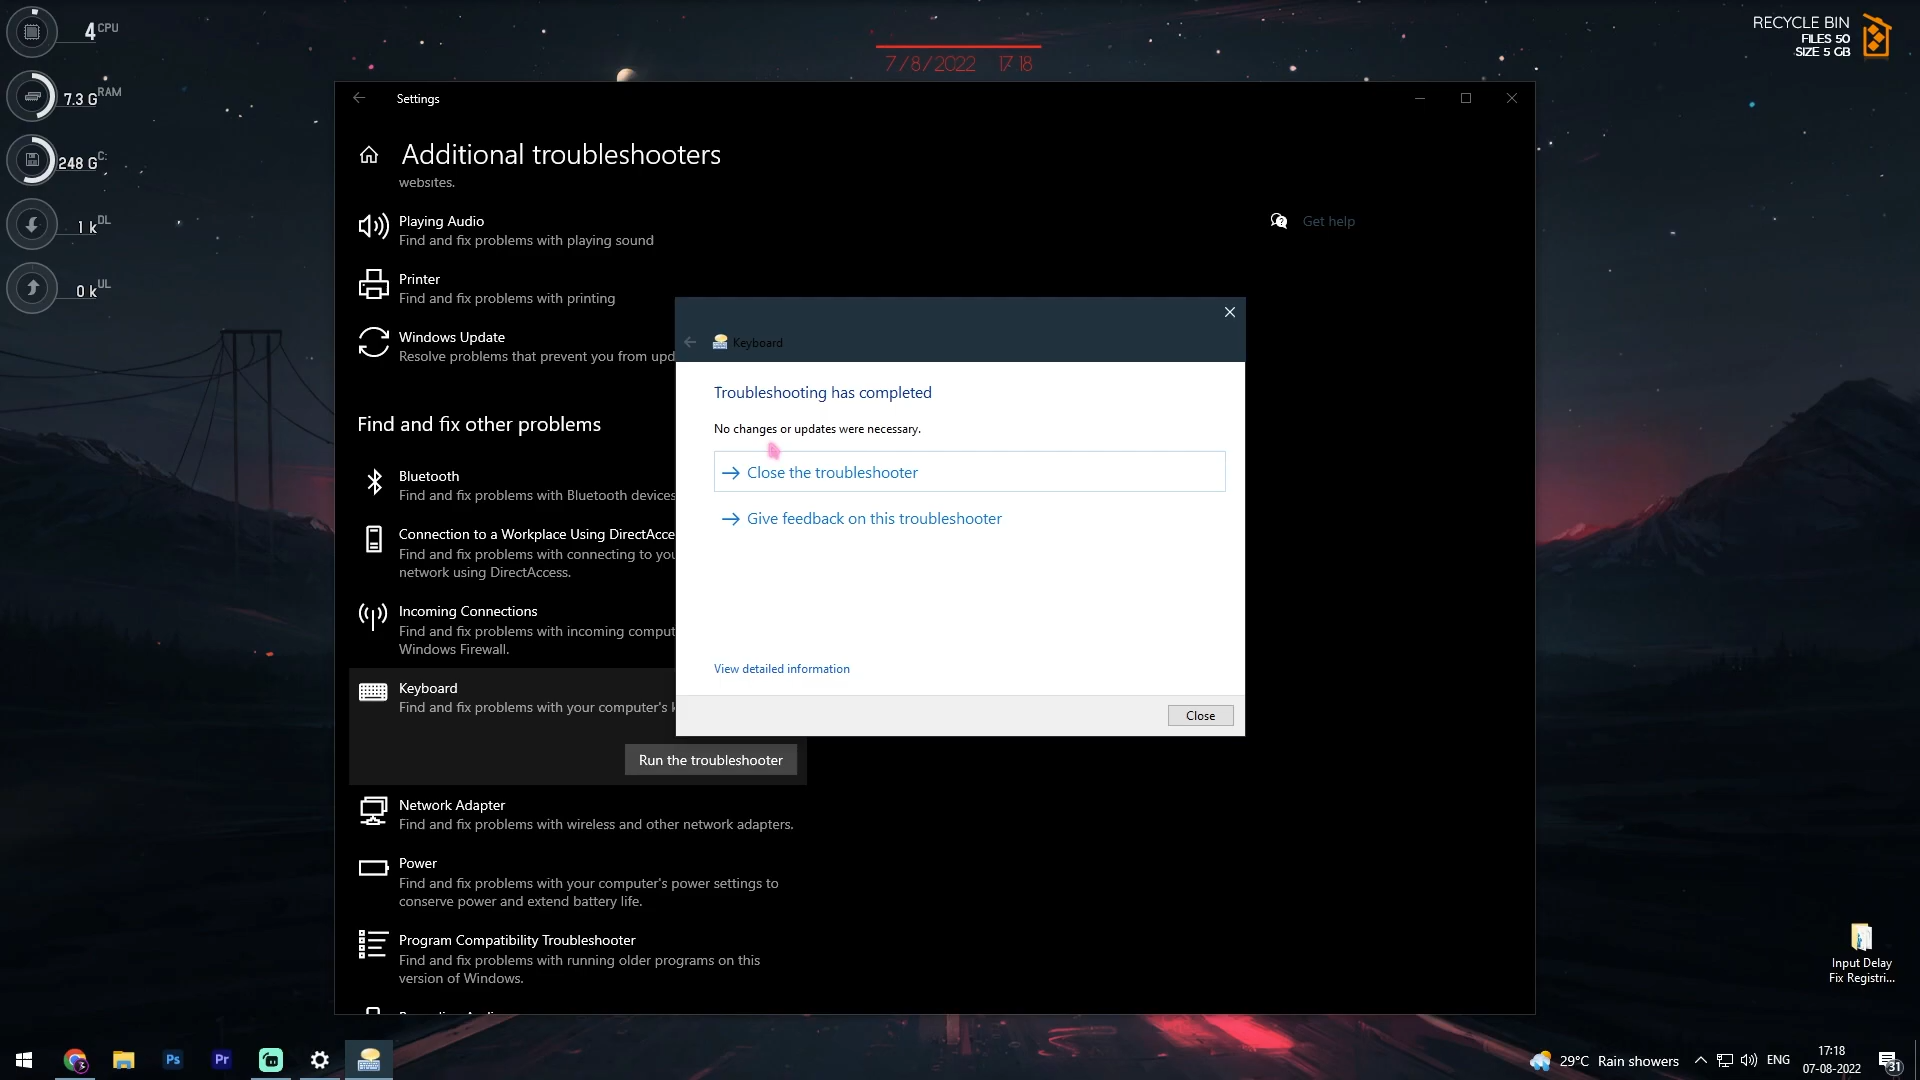 4 CPU
7.3 G RAM
248 G C:
1 k DL
0 k UL
7/8/2022 17 18
RECYCLE BIN
FILES 50
SIZE 5 GB
Settings
Additional troubleshooters
websites.
Playing Audio
Find and fix problems with playing sound
Get help
Printer
Find and fix problems with printing
Windows Update
Resolve problems that prevent you from upd
Find and fix other problems
Bluetooth
Find and fix problems with Bluetooth devices
Connection to a Workplace Using DirectAcce
Find and fix problems with connecting to you
network using DirectAccess.
Incoming Connections
Find and fix problems with incoming comput
Windows Firewall.
Keyboard
Find and fix problems with your computer's k
Run the troubleshooter
Network Adapter
Find and fix problems with wireless and other network adapters.
Power
Find and fix problems with your computer's power settings to
conserve power and extend battery life.
Program Compatibility Troubleshooter
Find and fix problems with running older programs on this
version of Windows.
Keyboard
Troubleshooting has completed
No changes or updates were necessary.
Close the troubleshooter
Give feedback on this troubleshooter
View detailed information
Close
Input Delay
Fix Registri...
Ps
Pr
29°C Rain showers
ENG
17:18
07-08-2022
31